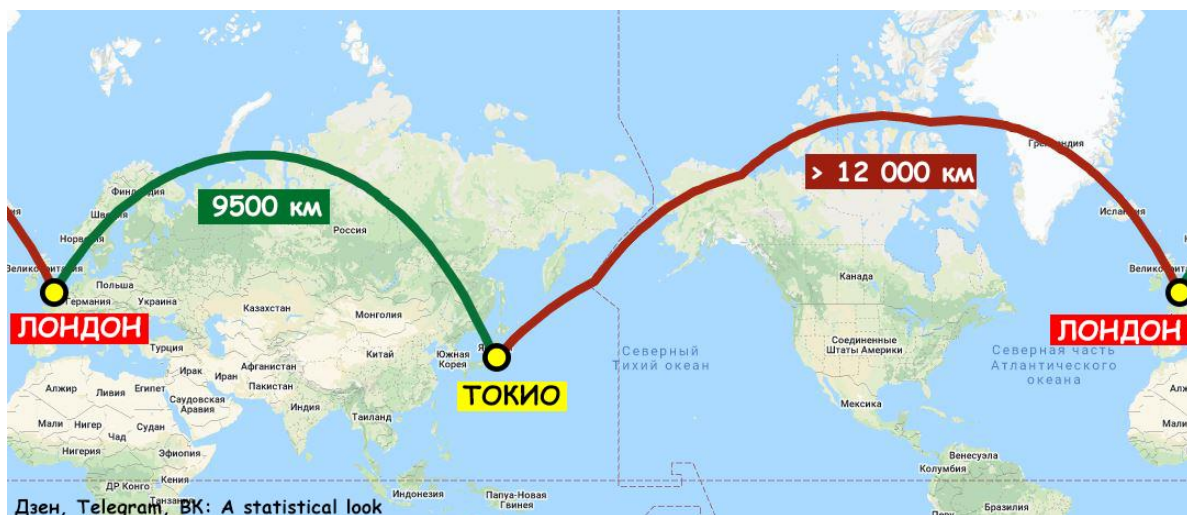 Гренландия
> 12 000 км
Финляндия
9500 км
Швеция
Россия
Исландия
Норвегия
Великобритания
Польша
Канада
Великобритания
Германия
Украина
Казахстан
ЛОНДОН
Монголия
ЛОНДОН
Турция
Китай
Южная
Корея
Северный
Тихий океан
Соединенные
Штаты Америки
Северная часть
Атлантического
океана
Ирак
Иран
Афганистан
Пакистан
ТОКИО
Алжир
Ливия
Египет
Саудовская
Аравия
Индия
Мексика
Мали
Нигер
Чад
Судан
Таиланд
Мали
Нигерия
Эфиопия
Венесуэла
Колумбия
Кения
ДР Конго
Танзания
Индонезия
Папуа-Новая
Гвинея
Бразилия
Перу
Дзен, Telegram, ВК: A statistical look